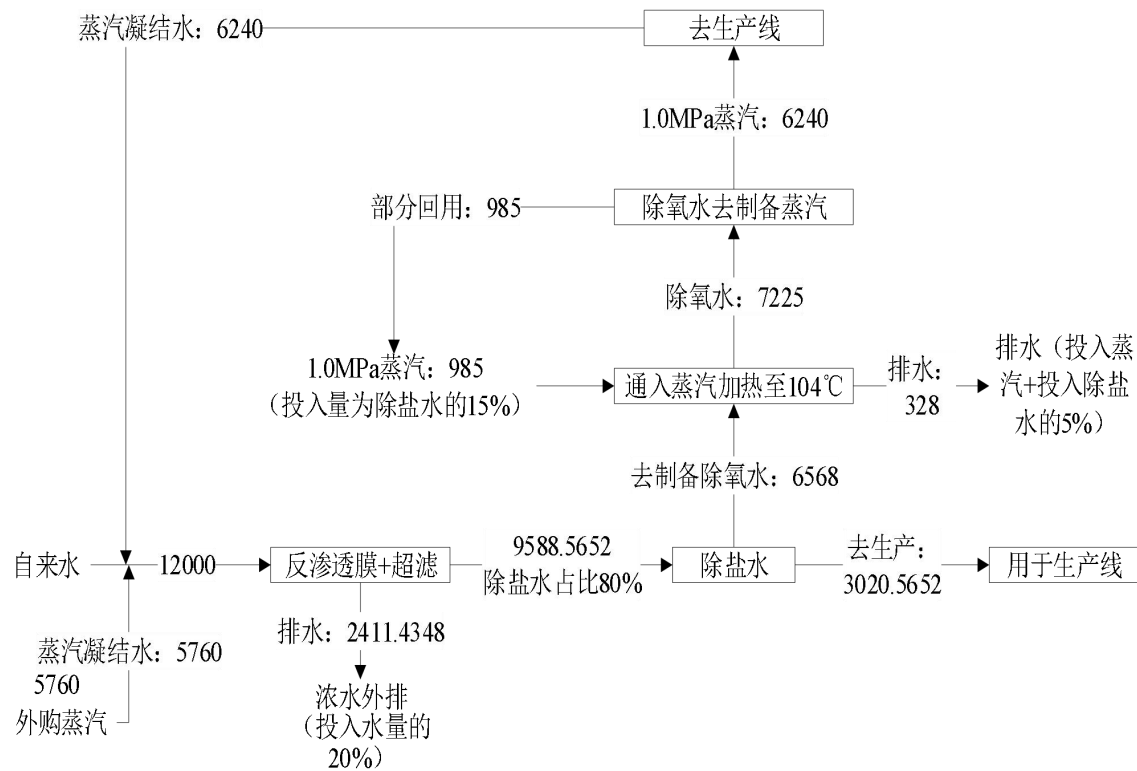 蒸汽凝结水：6240
去生产线
1.0MPa蒸汽：6240
部分回用：985
除氧水去制备蒸汽
除氧水：7225
1.0MPa蒸汽：985
（投入量为除盐水的15%）
通入蒸汽加热至104℃
排水：
328
排水（投入蒸
汽+投入除盐
水的5%）
去制备除氧水：6568
自来水
12000
反渗透膜+超滤
9588.5652
除盐水占比80%
除盐水
去生产：
3020.5652
用于生产线
蒸汽凝结水：5760
5760
外购蒸汽
排水：2411.4348
浓水外排
（投入水量的
20%）